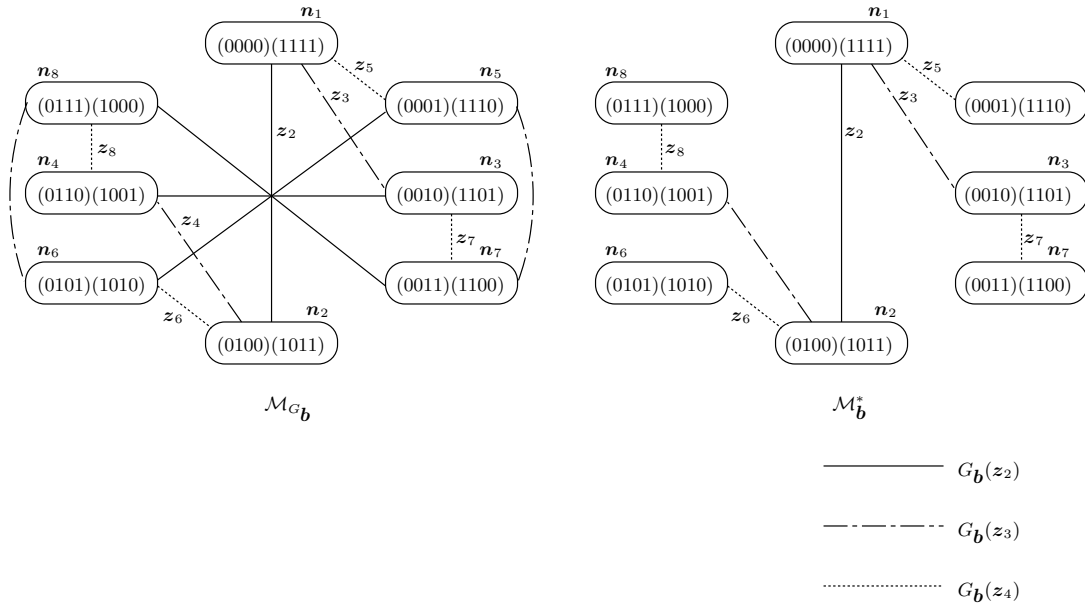 n₁
(0000)(1111)
z₅
n₈
n₅
(0111)(1000)
(0001)(1110)
z₃
z₂
z₈
n₄
n₃
(0110)(1001)
(0010)(1101)
z₄
z₇
n₆
n₇
(0101)(1010)
(0011)(1100)
z₆
n₂
(0100)(1011)
ℳ_{G_b}
n₁
(0000)(1111)
z₅
n₈
(0111)(1000)
(0001)(1110)
z₃
z₂
z₈
n₄
n₃
(0110)(1001)
(0010)(1101)
z₇
n₆
n₇
(0101)(1010)
(0011)(1100)
z₆
n₂
(0100)(1011)
ℳ*_b
G_b(z₂)
G_b(z₃)
G_b(z₄)